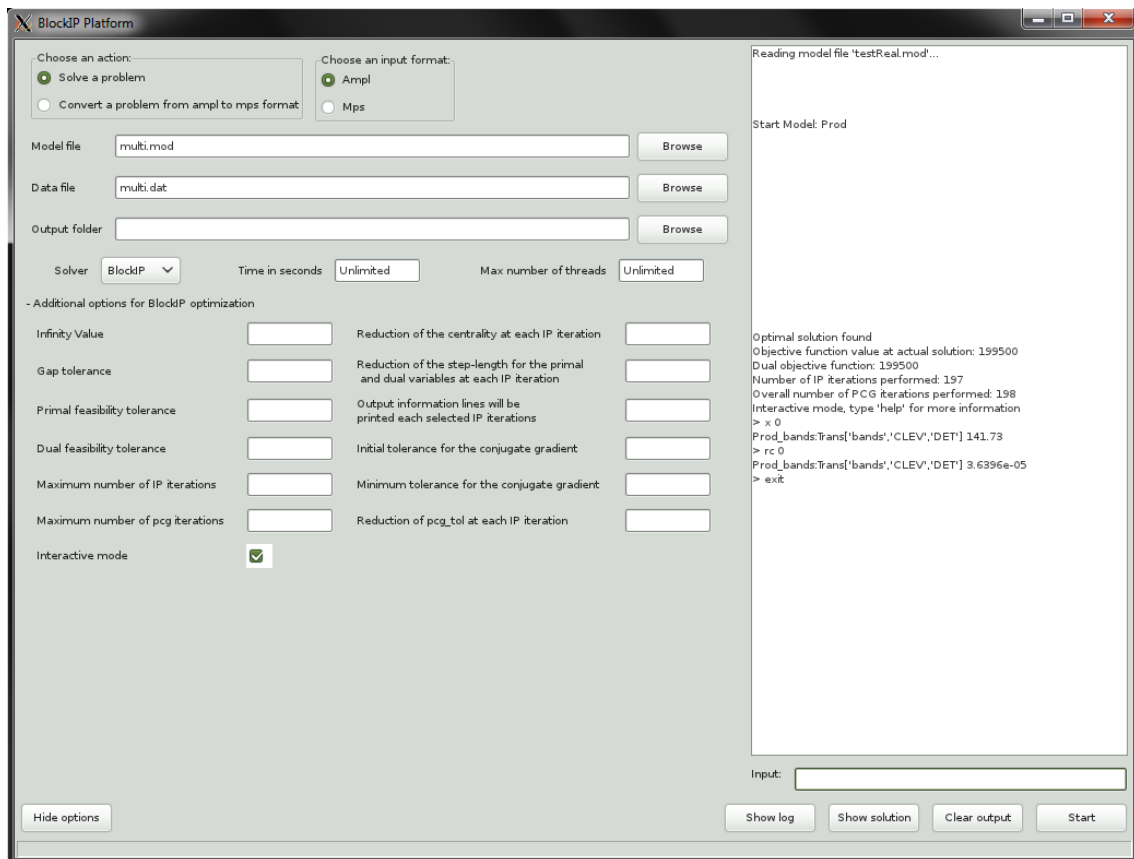 BlockIP Platform
Choose an action:
Solve a problem
Convert a problem from ampl to mps format
Choose an input format:
Ampl
Mps
Model file
multi.mod
Browse
Data file
multi.dat
Browse
Output folder
Browse
Solver
BlockIP
Time in seconds
Unlimited
Max number of threads
Unlimited
- Additional options for BlockIP optimization
Infinity Value
Reduction of the centrality at each IP iteration
Gap tolerance
Reduction of the step-length for the primal
and dual variables at each IP iteration
Primal feasibility tolerance
Output information lines will be
printed each selected IP iterations
Dual feasibility tolerance
Initial tolerance for the conjugate gradient
Maximum number of IP iterations
Minimum tolerance for the conjugate gradient
Maximum number of pcg iterations
Reduction of pcg_tol at each IP iteration
Interactive mode
Hide options
Reading model file 'testReal.mod'...
Start Model: Prod
Optimal solution found
Objective function value at actual solution: 199500
Dual objective function: 199500
Number of IP iterations performed: 197
Overall number of PCG iterations performed: 198
Interactive mode, type 'help' for more information
> x 0
Prod_bands:Trans['bands','CLEV','DET'] 141.73
> rc 0
Prod_bands:Trans['bands','CLEV','DET'] 3.6396e-05
> exit
Input:
Show log
Show solution
Clear output
Start